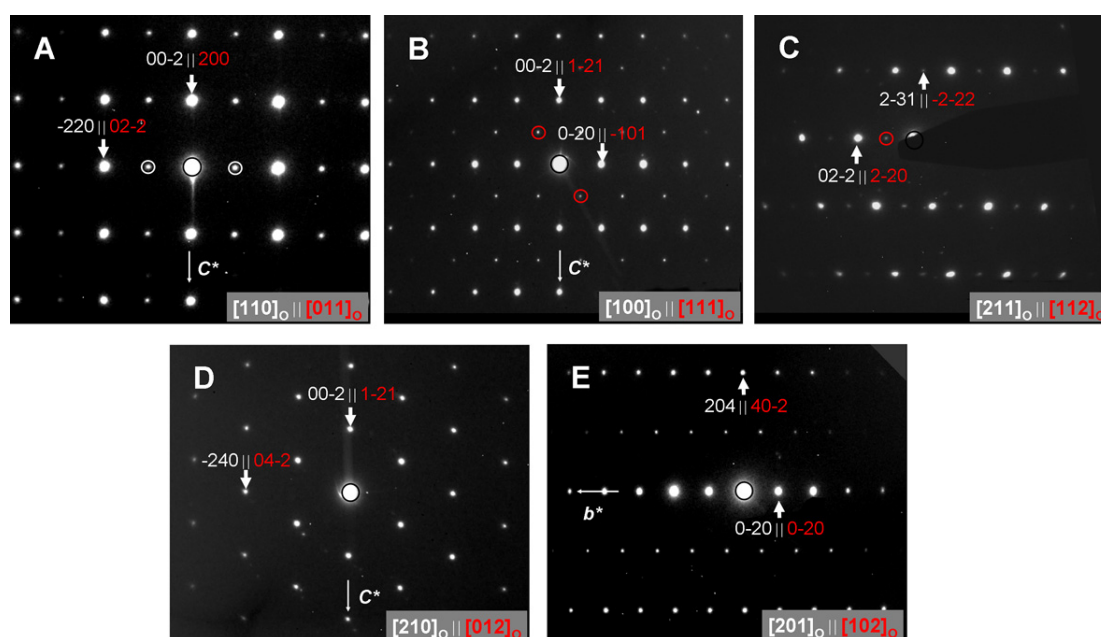 A
00-2||200
-220||02-2
C*
[110]O||[011]O
B
00-2||1-21
0-20||-101
C*
[100]O||[111]O
C
2-31||-2-22
02-2||2-20
[211]O||[112]O
D
00-2||1-21
-240||04-2
C*
[210]O||[012]O
E
204||40-2
b*
0-20||0-20
[201]O||[102]O